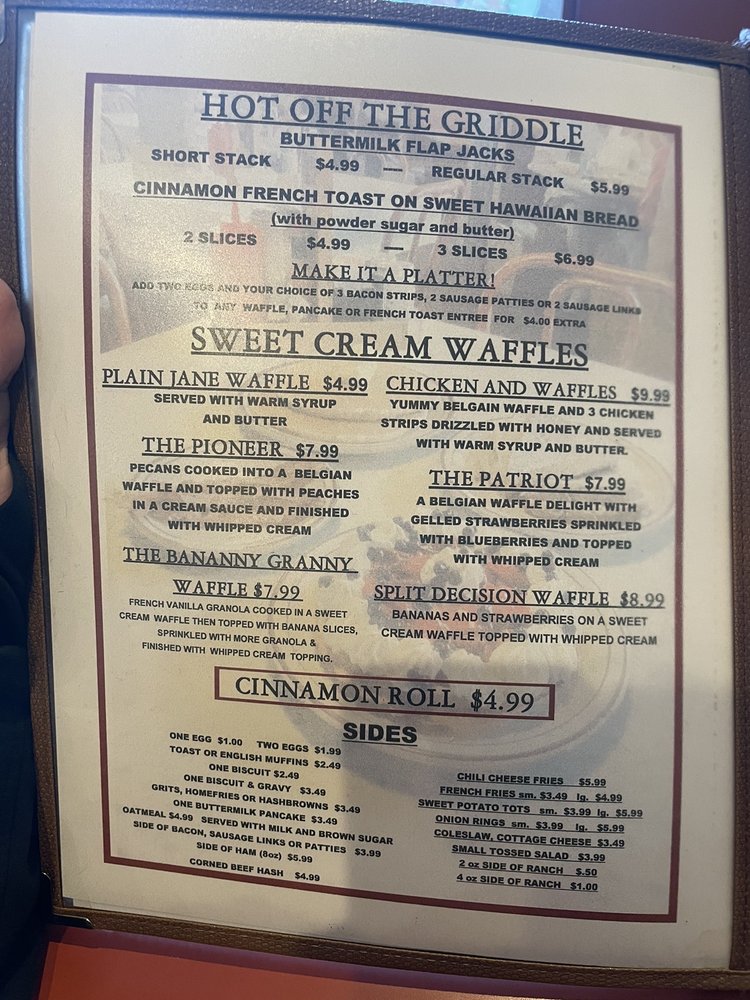 HOT OFF THE GRIDDLE
BUTTERMILK FLAP JACKS
SHORT STACK $4.99 — REGULAR STACK $5.99
CINNAMON FRENCH TOAST ON SWEET HAWAIIAN BREAD
(with powder sugar and butter)
2 SLICES $4.99 — 3 SLICES $6.99
MAKE IT A PLATTER!
ADD TWO EGGS AND YOUR CHOICE OF 3 BACON STRIPS, 2 SAUSAGE PATTIES OR 2 SAUSAGE LINKS
TO ANY WAFFLE, PANCAKE OR FRENCH TOAST ENTREE FOR $4.00 EXTRA
SWEET CREAM WAFFLES
PLAIN JANE WAFFLE $4.99
SERVED WITH WARM SYRUP
AND BUTTER
THE PIONEER $7.99
PECANS COOKED INTO A BELGIAN
WAFFLE AND TOPPED WITH PEACHES
IN A CREAM SAUCE AND FINISHED
WITH WHIPPED CREAM
THE BANANNY GRANNY
WAFFLE $7.99
FRENCH VANILLA GRANOLA COOKED IN A SWEET
CREAM WAFFLE THEN TOPPED WITH BANANA SLICES,
SPRINKLED WITH MORE GRANOLA &
FINISHED WITH WHIPPED CREAM TOPPING.
CHICKEN AND WAFFLES $9.99
YUMMY BELGAIN WAFFLE AND 3 CHICKEN
STRIPS DRIZZLED WITH HONEY AND SERVED
WITH WARM SYRUP AND BUTTER.
THE PATRIOT $7.99
A BELGIAN WAFFLE DELIGHT WITH
GELLED STRAWBERRIES SPRINKLED
WITH BLUEBERRIES AND TOPPED
WITH WHIPPED CREAM
SPLIT DECISION WAFFLE $8.99
BANANAS AND STRAWBERRIES ON A SWEET
CREAM WAFFLE TOPPED WITH WHIPPED CREAM
CINNAMON ROLL $4.99
SIDES
ONE EGG $1.00 TWO EGGS $1.99
TOAST OR ENGLISH MUFFINS $2.49
ONE BISCUIT $2.49
ONE BISCUIT & GRAVY $3.49
GRITS, HOMEFRIES OR HASHBROWNS $3.49
ONE BUTTERMILK PANCAKE $3.49
OATMEAL $4.99 SERVED WITH MILK AND BROWN SUGAR
SIDE OF BACON, SAUSAGE LINKS OR PATTIES $3.99
SIDE OF HAM (8oz) $5.99
CORNED BEEF HASH $4.99
CHILI CHEESE FRIES $5.99
FRENCH FRIES sm. $3.49 lg. $4.99
SWEET POTATO TOTS sm. $3.99 lg. $5.99
ONION RINGS sm. $3.99 lg. $5.99
COLESLAW, COTTAGE CHEESE $3.49
SMALL TOSSED SALAD $3.99
2 oz SIDE OF RANCH $.50
4 oz SIDE OF RANCH $1.00